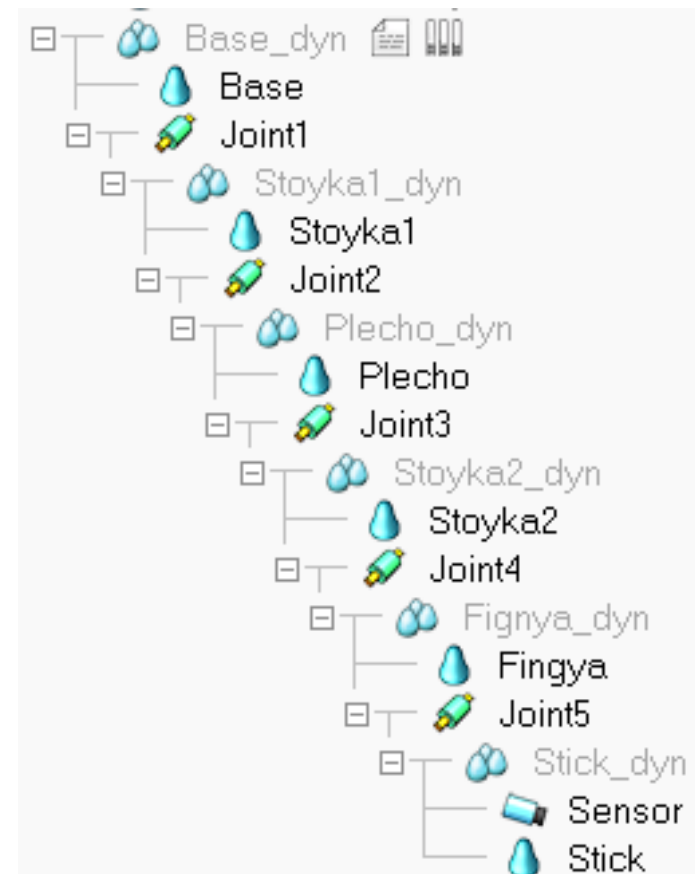 Base_dyn
Base
Joint1
Stoyka1_dyn
Stoyka1
Joint2
Plecho_dyn
Plecho
Joint3
Stoyka2_dyn
Stoyka2
Joint4
Fignya_dyn
Fingya
Joint5
Stick_dyn
Sensor
Stick